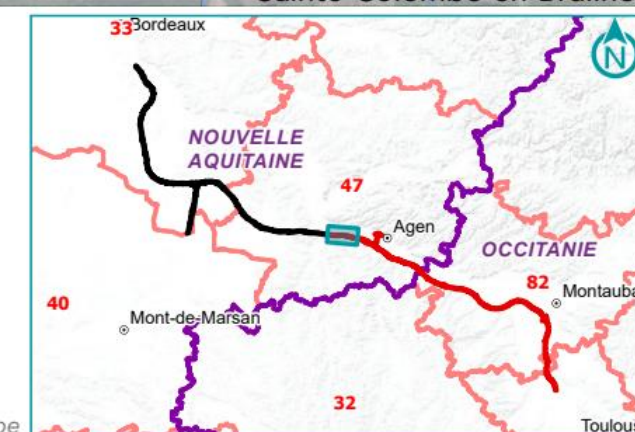 33 Bordeaux
N
NOUVELLE
AQUITAINE
47
Agen
OCCITANIE
82
Montauba
40
Mont-de-Marsan
32
Toulous